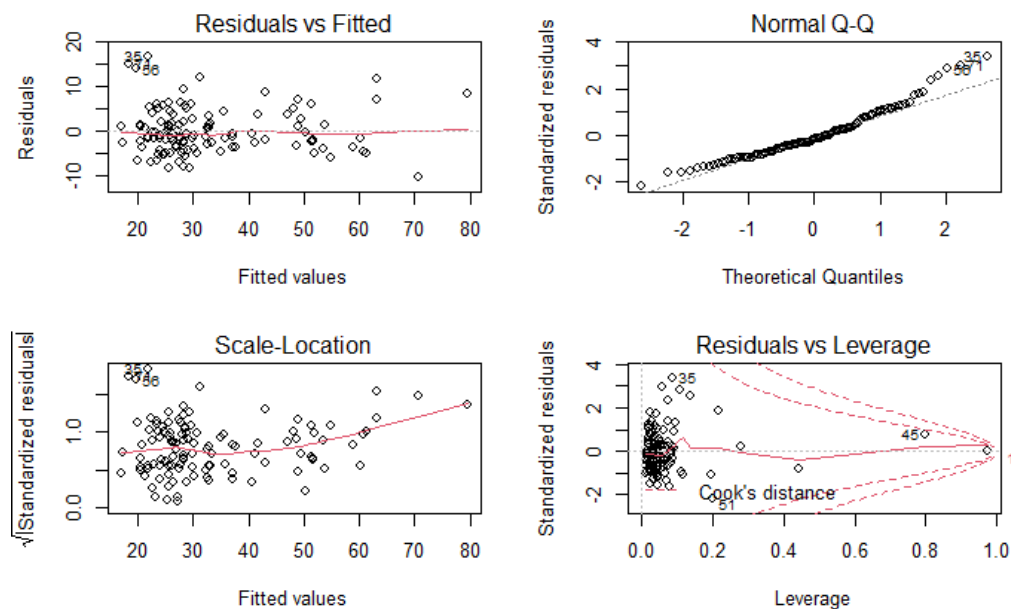 Residuals vs Fitted
Residuals
20
10
0
-10
35
71
56
20 30 40 50 60 70 80
Fitted values
Normal Q-Q
Standardized residuals
4
2
0
-2
35
5671
-2 -1 0 1 2
Theoretical Quantiles
Scale-Location
√|Standardized residuals|
1.0
0.0
35
71
56
20 30 40 50 60 70 80
Fitted values
Residuals vs Leverage
Standardized residuals
4
2
0
-2
35
45
51
Cook's distance
0.0 0.2 0.4 0.6 0.8 1.0
Leverage